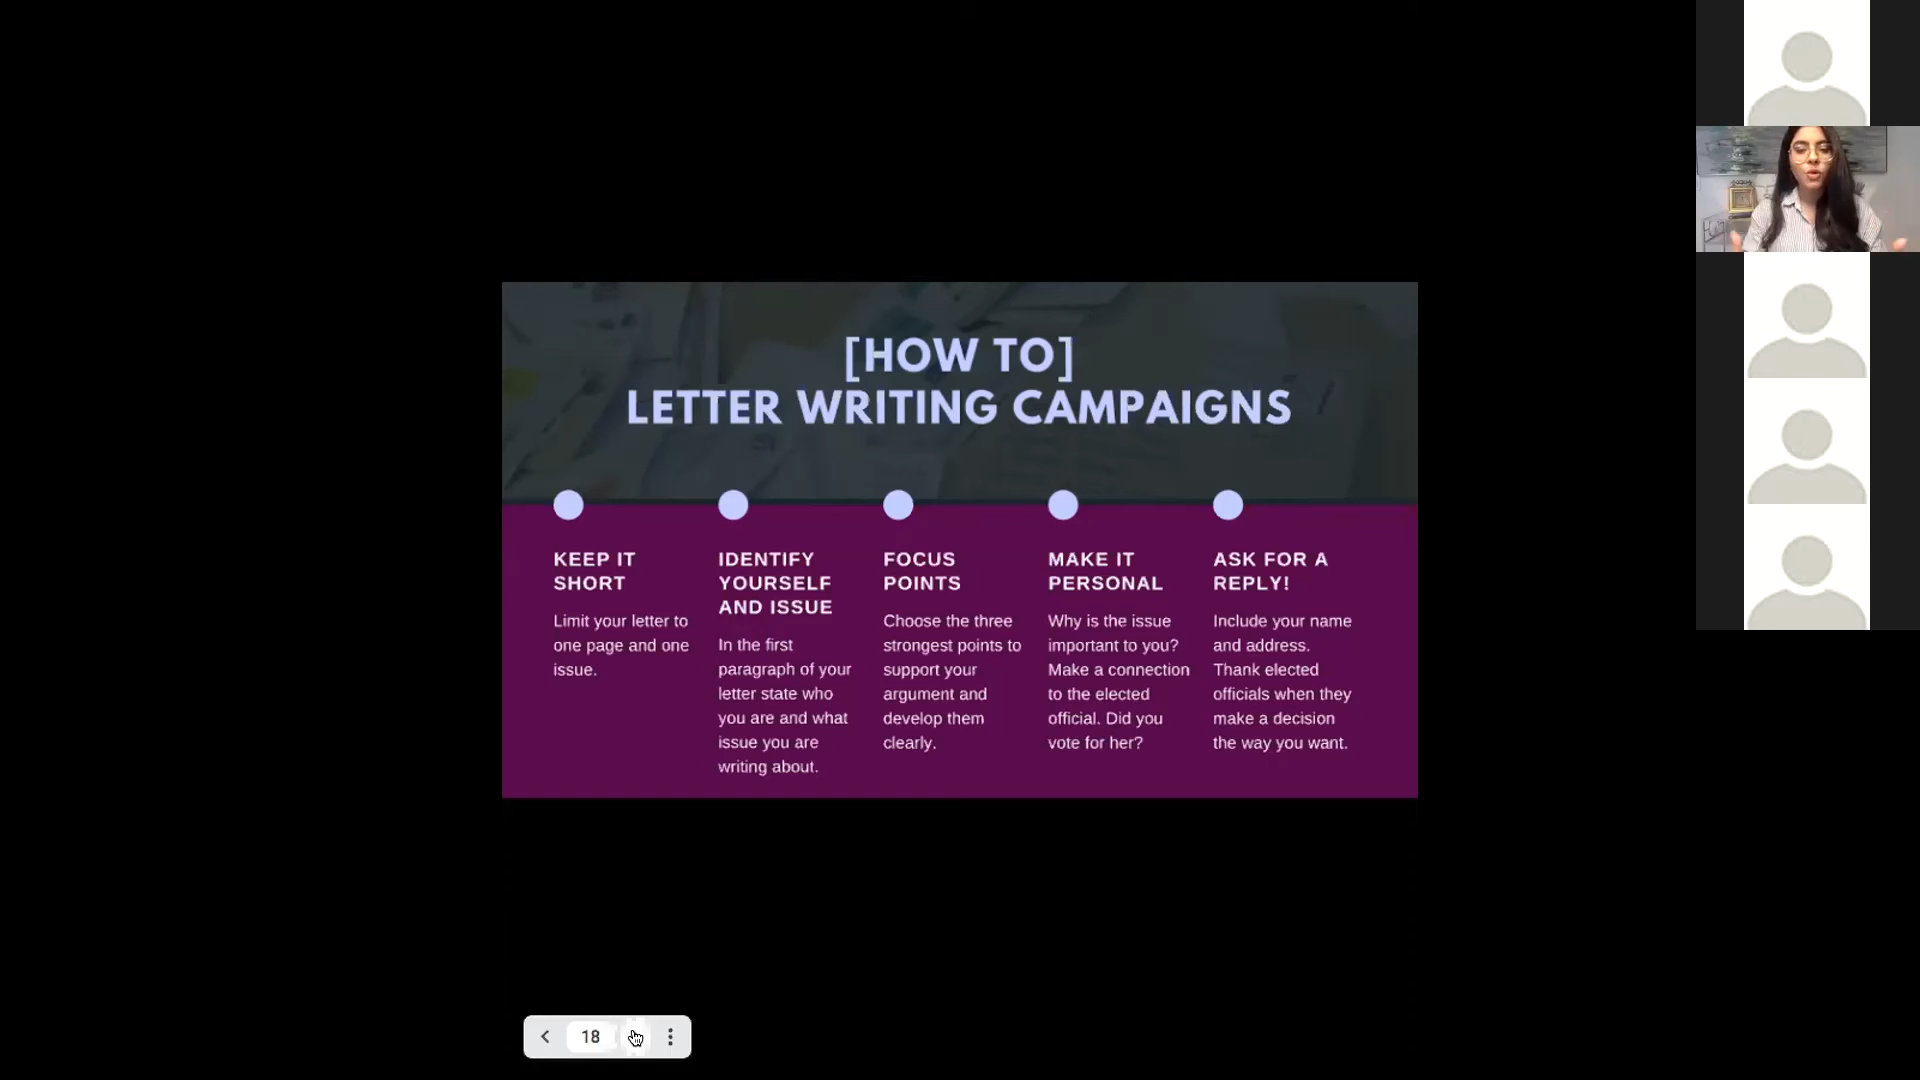 [HOW TO]
LETTER WRITING CAMPAIGNS
KEEP IT
SHORT
Limit your letter to
one page and one
issue.
IDENTIFY
YOURSELF
AND ISSUE
In the first
paragraph of your
letter state who
you are and what
issue you are
writing about.
FOCUS
POINTS
Choose the three
strongest points to
support your
argument and
develop them
clearly.
MAKE IT
PERSONAL
Why is the issue
important to you?
Make a connection
to the elected
official. Did you
vote for her?
ASK FOR A
REPLY!
Include your name
and address.
Thank elected
officials when they
make a decision
the way you want.
18